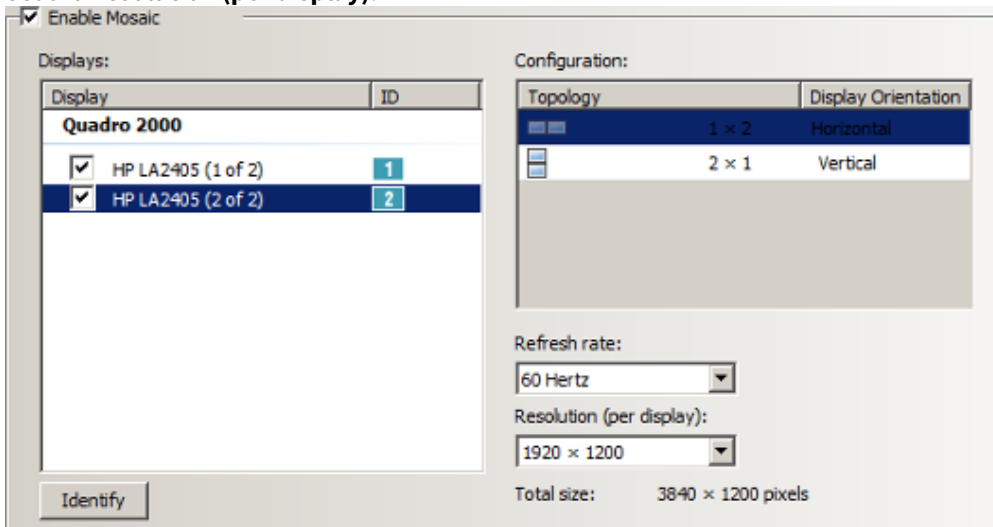 Enable Mosaic
Displays:
Display ID
Quadro 2000
HP LA2405 (1 of 2) 1
HP LA2405 (2 of 2) 2
Identify
Configuration:
Topology Display Orientation
1 × 2 Horizontal
2 × 1 Vertical
Refresh rate:
60 Hertz
Resolution (per display):
1920 × 1200
Total size: 3840 × 1200 pixels